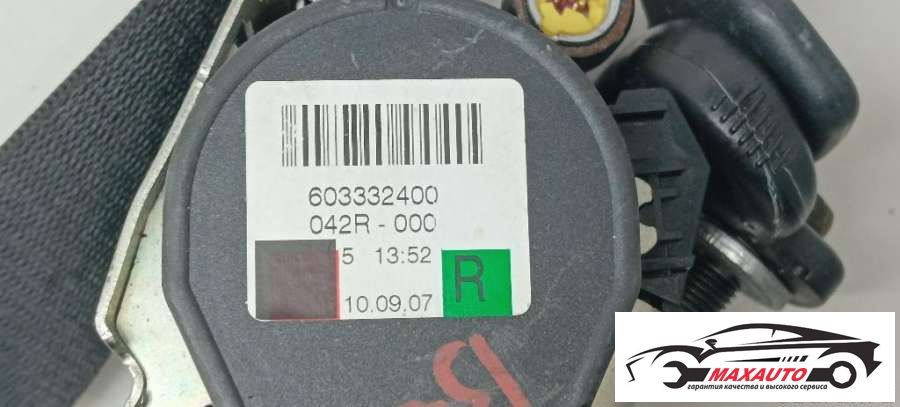 603332400
042R - 000
5 13:52
R
10.09.07
MAXAUTO
гарантия качества и высокого сервиса